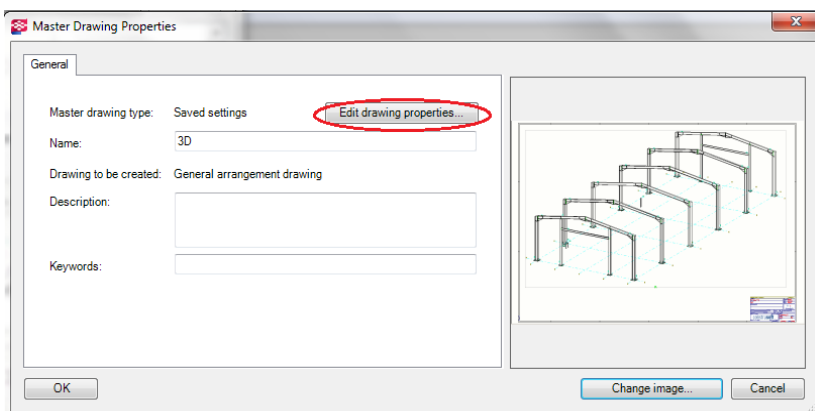 Master Drawing Properties
General
Master drawing type: Saved settings Edit drawing properties...
Name: 3D
Drawing to be created: General arrangement drawing
Description:
Keywords:
OK Change image... Cancel